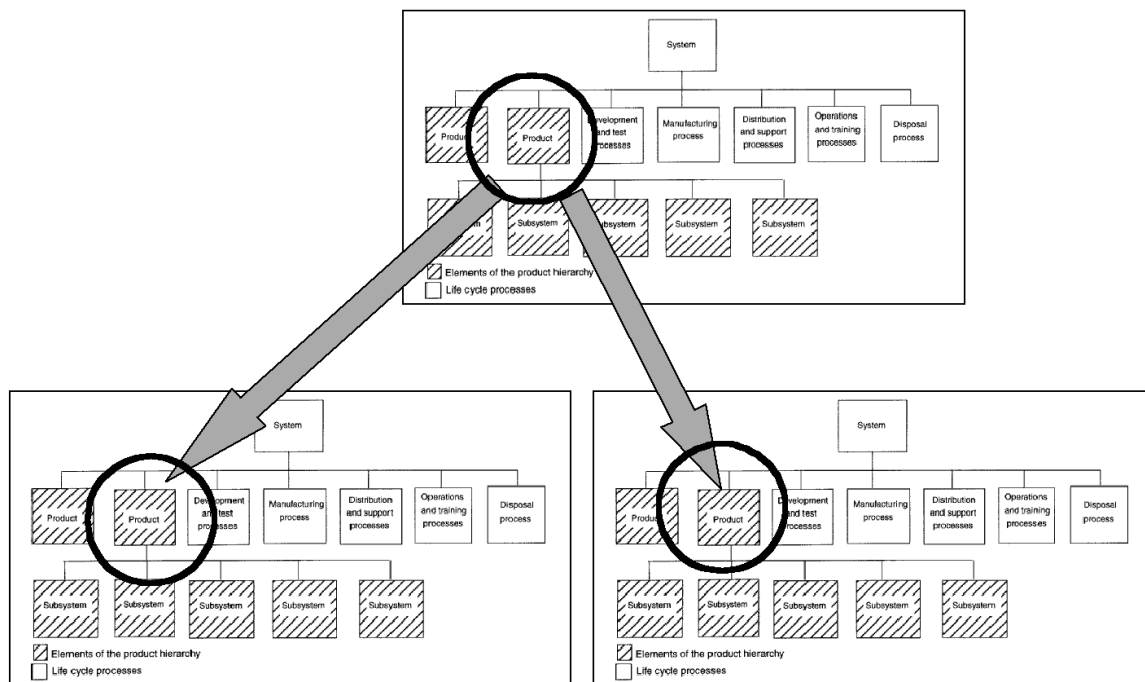 System
Product
Product
Development
and test
processes
Manufacturing
process
Distribution
and support
processes
Operations
and training
processes
Disposal
process
Subsystem
Subsystem
Subsystem
Subsystem
Elements of the product hierarchy
Life cycle processes
System
Product
Product
Development
and test
processes
Manufacturing
process
Distribution
and support
processes
Operations
and training
processes
Disposal
process
Subsystem
Subsystem
Subsystem
Subsystem
Subsystem
Elements of the product hierarchy
Life cycle processes
System
Product
Product
Development
and test
processes
Manufacturing
process
Distribution
and support
processes
Operations
and training
processes
Disposal
process
Subsystem
Subsystem
Subsystem
Subsystem
Subsystem
Elements of the product hierarchy
Life cycle processes